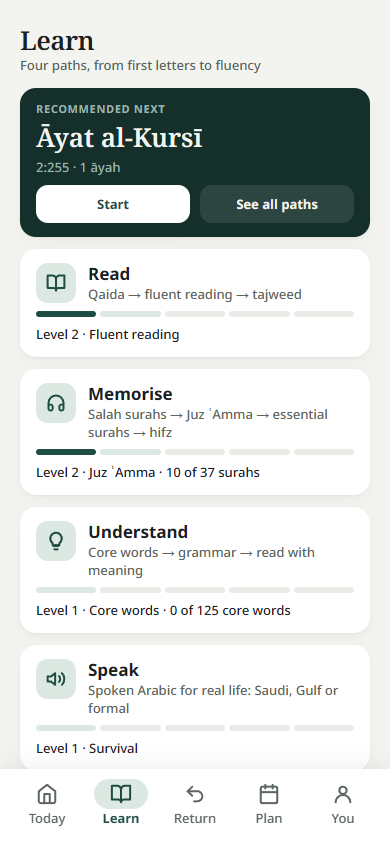 Learn
Four paths, from first letters to fluency
RECOMMENDED NEXT
Āyat al-Kursī
2:255 · 1 āyah
Start
See all paths
Read
Qaida → fluent reading → tajweed
Level 2 · Fluent reading
Memorise
Salah surahs → Juz ʿAmma → essential
surahs → hifz
Level 2 · Juz ʿAmma · 10 of 37 surahs
Understand
Core words → grammar → read with
meaning
Level 1 · Core words · 0 of 125 core words
Speak
Spoken Arabic for real life: Saudi, Gulf or
formal
Level 1 · Survival
Today
Learn
Return
Plan
You